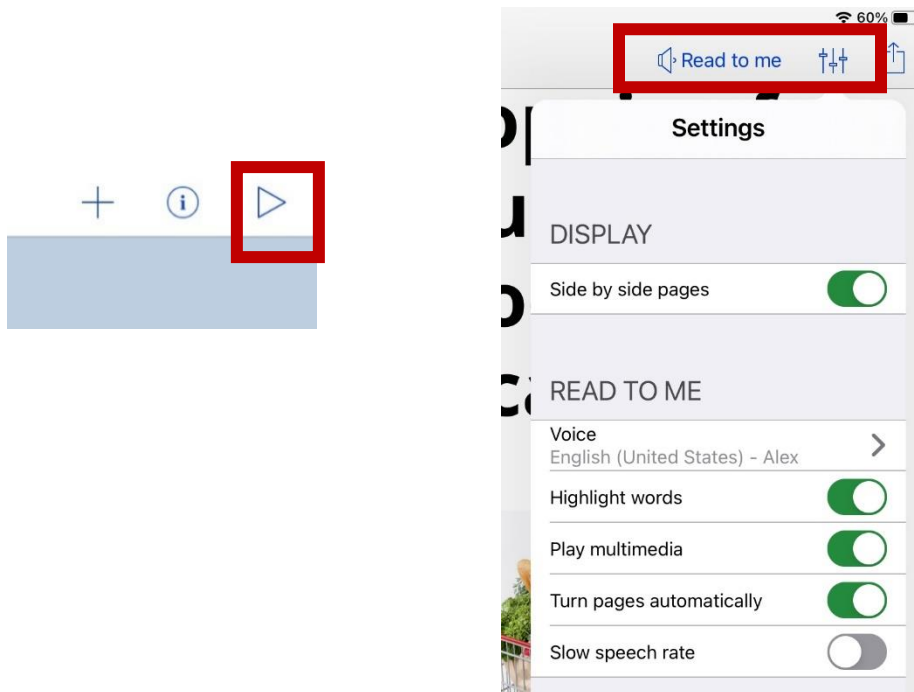 60%
Read to me
Settings
DISPLAY
Side by side pages
READ TO ME
Voice
English (United States) - Alex
Highlight words
Play multimedia
Turn pages automatically
Slow speech rate